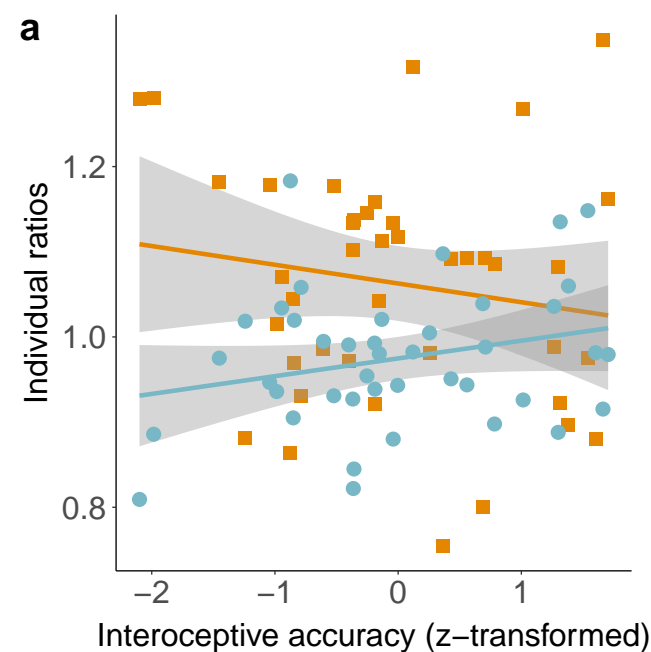 a
Individual ratios
1.2
1.0
0.8
−2 −1 0 1
Interoceptive accuracy (z−transformed)